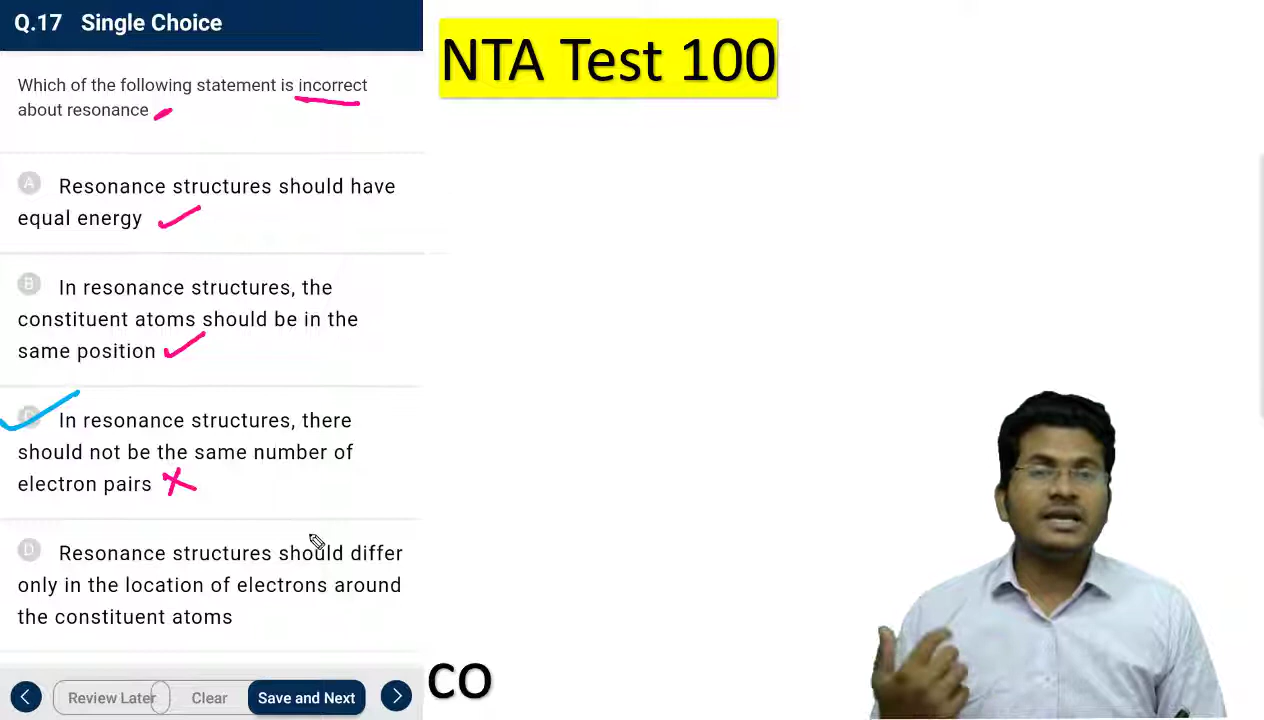 Q.17 Single Choice
NTA Test 100
Which of the following statement is incorrect
about resonance
A Resonance structures should have
equal energy
B In resonance structures, the
constituent atoms should be in the
same position
C In resonance structures, there
should not be the same number of
electron pairs
D Resonance structures should differ
only in the location of electrons around
the constituent atoms
Review Later Clear Save and Next
CO